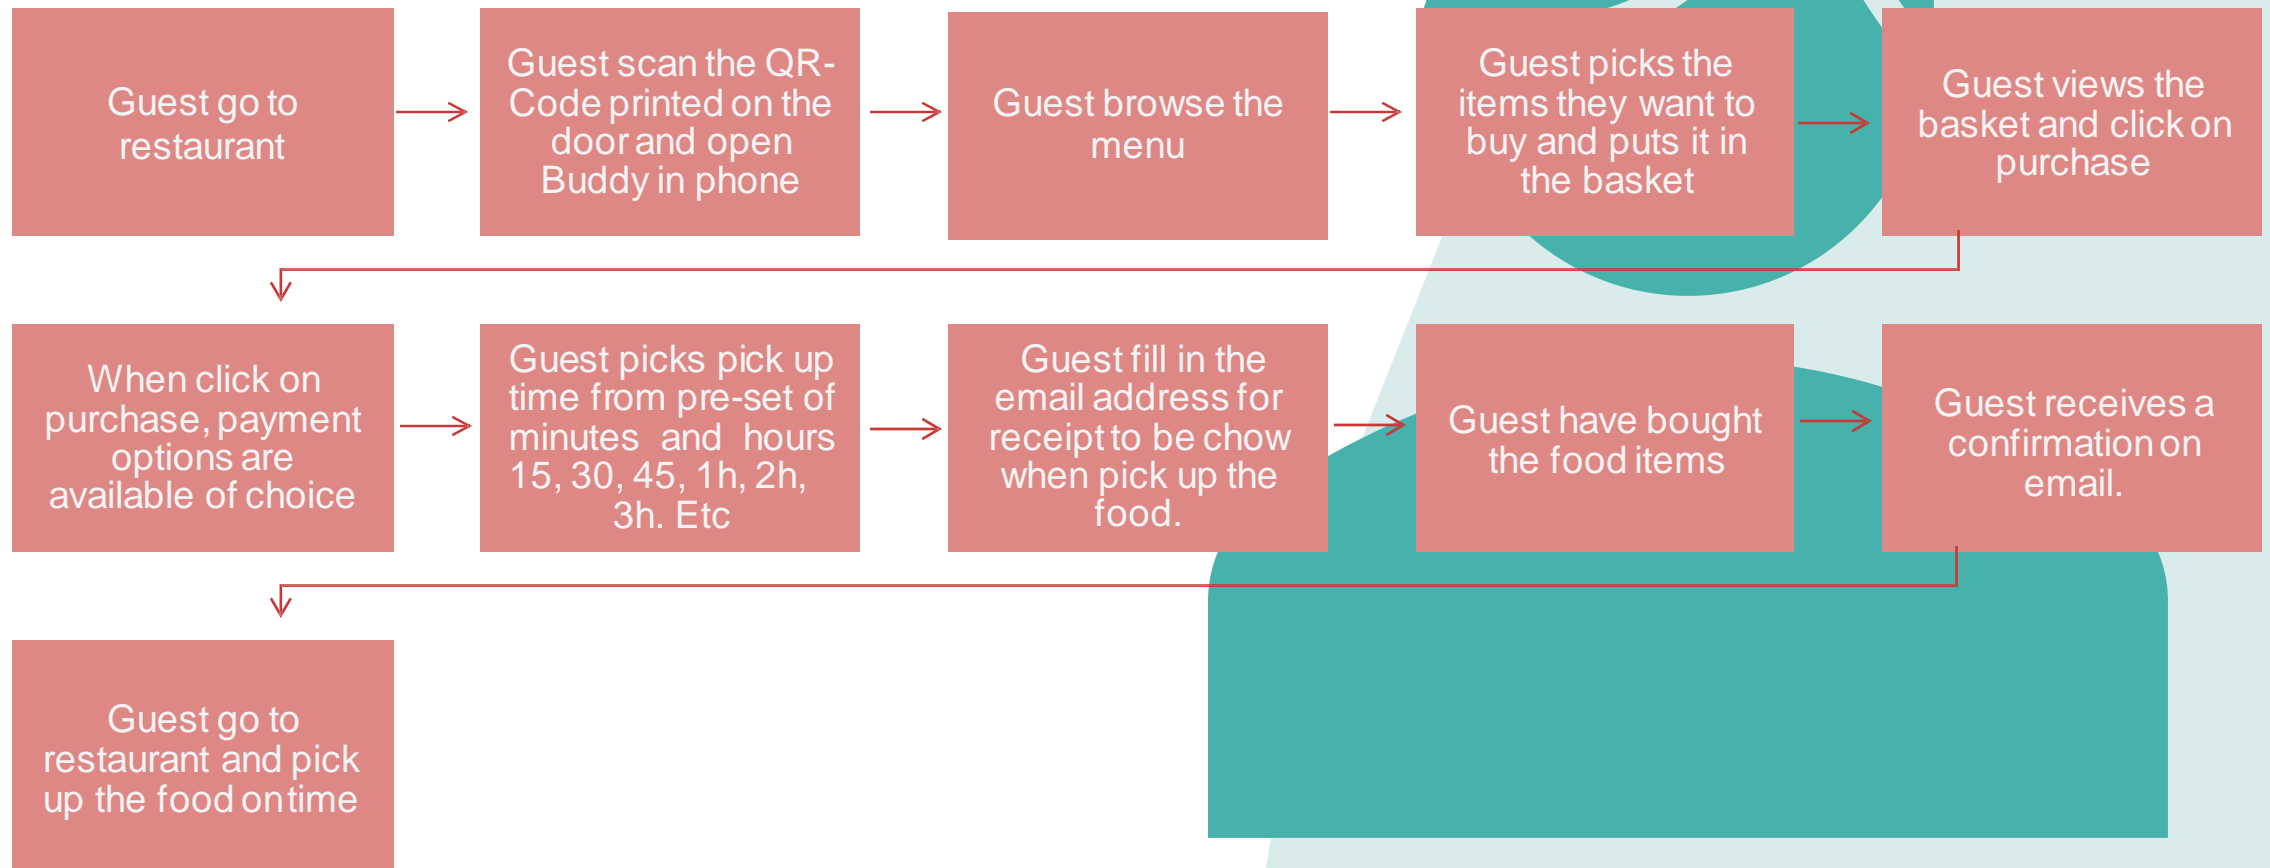 Guest go to
restaurant
Guest scan the QR-
Code printed on the
door and open
Buddy in phone
Guest browse the
menu
Guest picks the
items they want to
buy and puts it in
the basket
Guest views the
basket and click on
purchase
When click on
purchase, payment
options are
available of choice
Guest picks pick up
time from pre-set of
minutes and hours
15, 30, 45, 1h, 2h,
3h. Etc
Guest fill in the
email address for
receipt to be chow
when pick up the
food.
Guest have bought
the food items
Guest receives a
confirmation on
email.
Guest go to
restaurant and pick
up the food on time